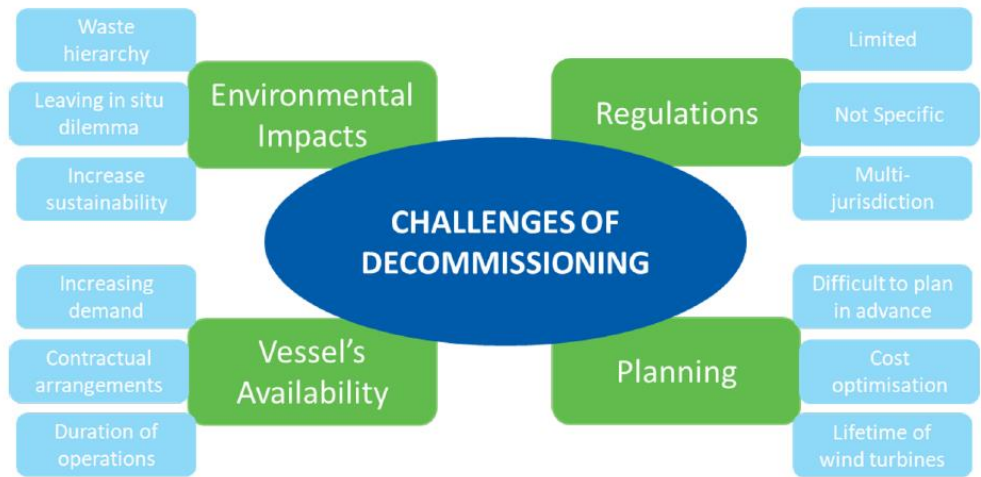 Waste
hierarchy
Leaving in situ
dilemma
Increase
sustainability
Environmental
Impacts
Regulations
Limited
Not Specific
Multi-
jurisdiction
CHALLENGES OF
DECOMMISSIONING
Increasing
demand
Contractual
arrangements
Duration of
operations
Vessel's
Availability
Planning
Difficult to plan
in advance
Cost
optimisation
Lifetime of
wind turbines